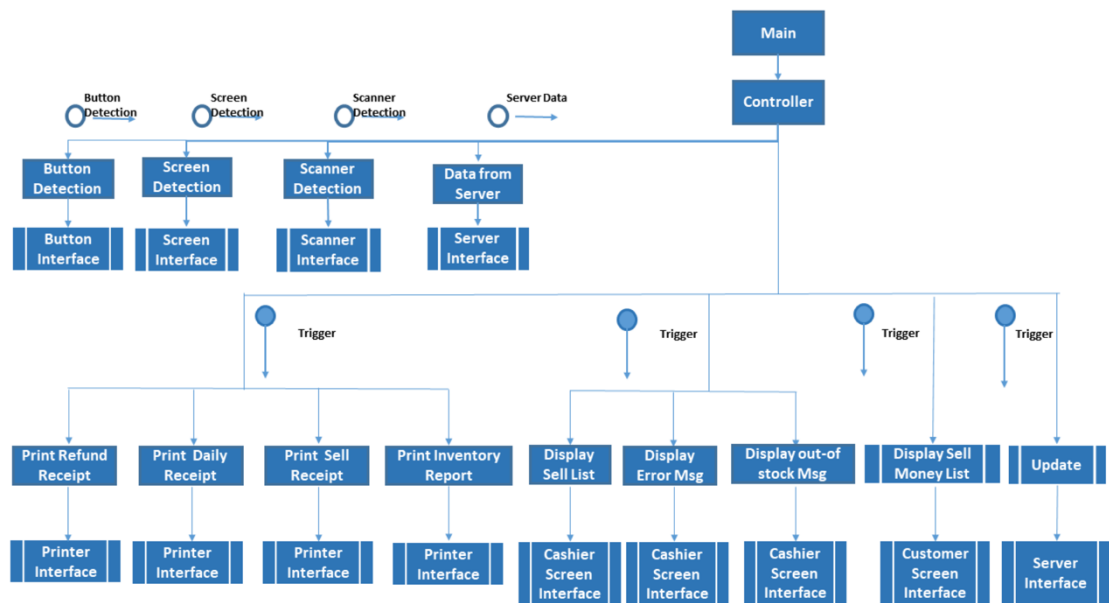 Main
Controller
Button
Detection
Screen
Detection
Scanner
Detection
Server Data
Button
Detection
Screen
Detection
Scanner
Detection
Data from
Server
Button
Interface
Screen
Interface
Scanner
Interface
Server
Interface
Trigger
Trigger
Trigger
Trigger
Print Refund
Receipt
Print Daily
Receipt
Print Sell
Receipt
Print Inventory
Report
Display
Sell List
Display
Error Msg
Display out-of
stock Msg
Display Sell
Money List
Update
Printer
Interface
Printer
Interface
Printer
Interface
Printer
Interface
Cashier
Screen
Interface
Cashier
Screen
Interface
Cashier
Screen
Interface
Customer
Screen
Interface
Server
Interface